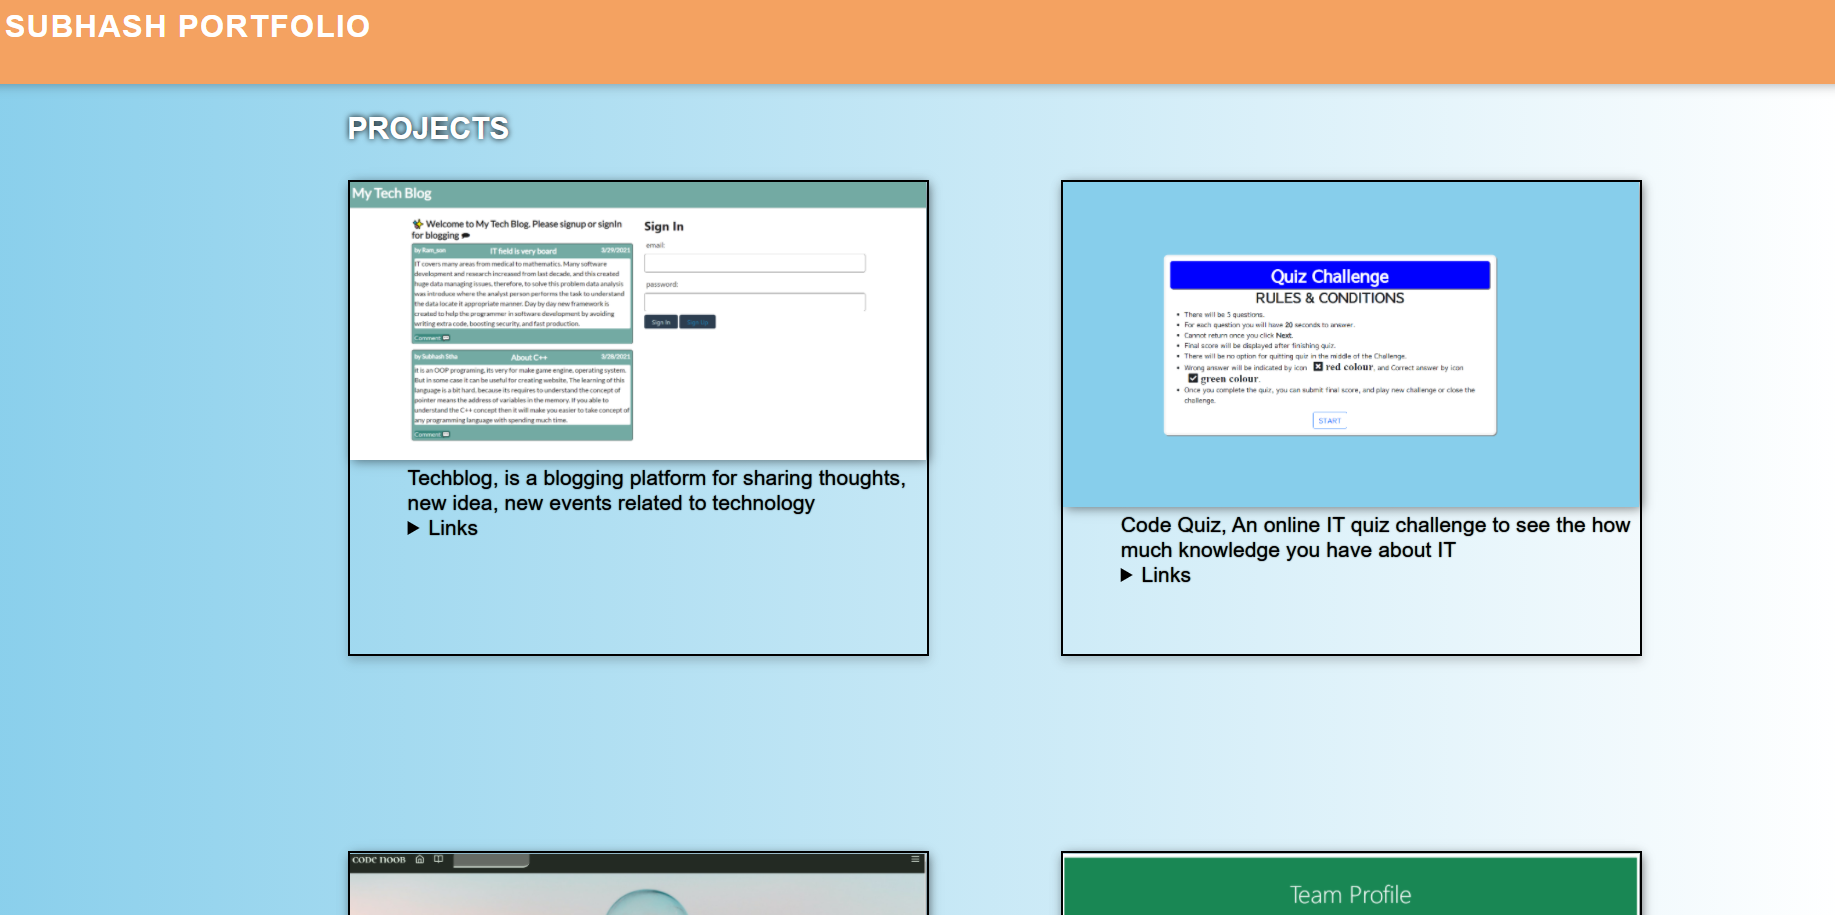 SUBHASH PORTFOLIO
PROJECTS
My Tech Blog
Welcome to My Tech Blog. Please signup or signIn
for blogging
by Ram_son IT field is very board 3/29/2021
IT covers many areas from medical to mathematics. Many software
development and research increased from last decade, and this created
huge data managing issues, therefore, to solve this problem data analysis
was introduce where the analyst person performs the task to understand
the data locate it appropriate manner. Day by day new framework is
created to help the programmer in software development by avoiding
writing extra code, boosting security, and fast production.
Comment
by Subhash Stha About C++ 3/28/2021
it is an OOP programing, its very for make game engine, operating system.
But in some case it can be useful for creating website. The learning of this
language is a bit hard, because its requires to understand the concept of
pointer means the address of variables in the memory. If you able to
understand the C++ concept then it will make you easier to take concept of
any programming language with spending much time.
Comment
Sign In
email:
password:
Sign In
Sign Up
Techblog, is a blogging platform for sharing thoughts,
new idea, new events related to technology
Links
Quiz Challenge
RULES & CONDITIONS
There will be 5 questions.
For each question you will have 20 seconds to answer.
Cannot return once you click Next.
Final score will be displayed after finishing quiz.
There will be no option for quitting quiz in the middle of the Challenge.
Wrong answer will be indicated by icon red colour, and Correct answer by icon
green colour.
Once you complete the quiz, you can submit final score, and play new challenge or close the
challenge.
START
Code Quiz, An online IT quiz challenge to see the how
much knowledge you have about IT
Links
CODE NOOB
Team Profile